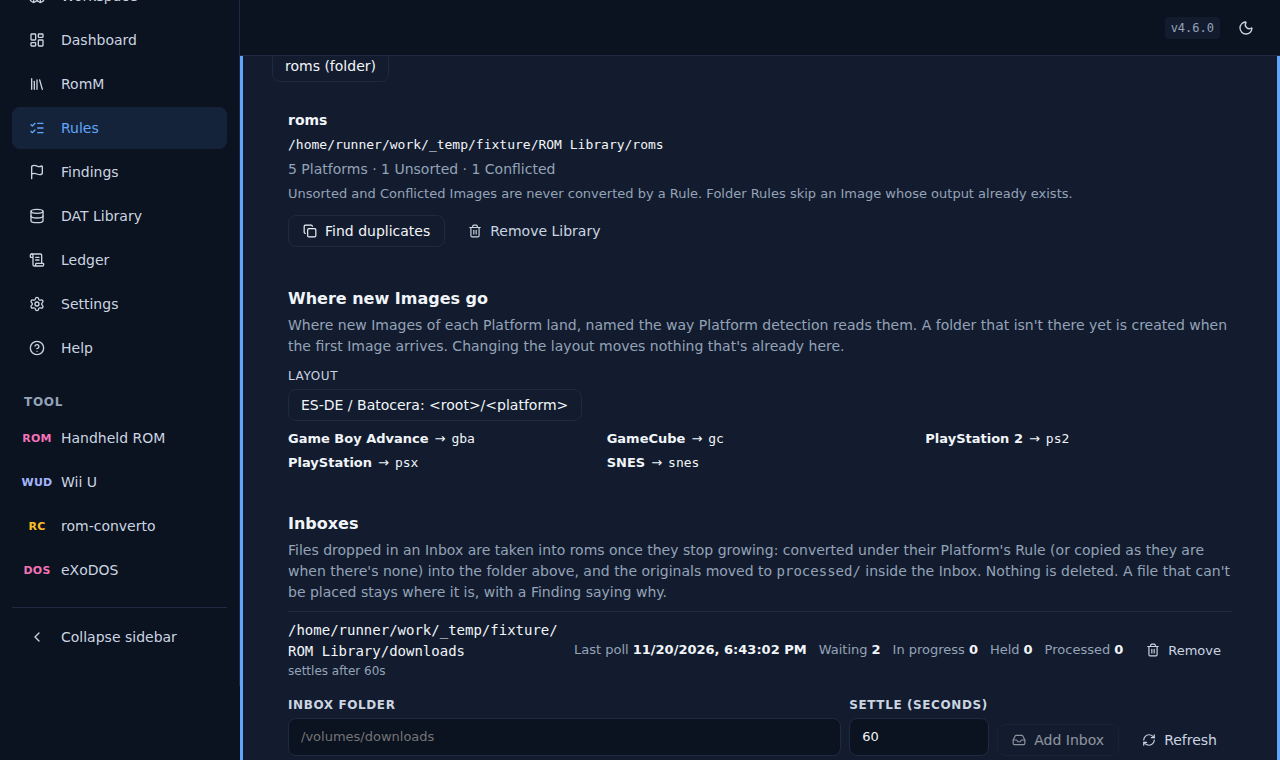 Dashboard
RomM
Rules
Findings
DAT Library
Ledger
Settings
Help
TOOL
ROM Handheld ROM
WUD Wii U
RC rom-converto
DOS eXoDOS
Collapse sidebar
v4.6.0
roms (folder)
roms
/home/runner/work/_temp/fixture/ROM Library/roms
5 Platforms · 1 Unsorted · 1 Conflicted
Unsorted and Conflicted Images are never converted by a Rule. Folder Rules skip an Image whose output already exists.
Find duplicates
Remove Library
Where new Images go
Where new Images of each Platform land, named the way Platform detection reads them. A folder that isn't there yet is created when
the first Image arrives. Changing the layout moves nothing that's already here.
LAYOUT
ES-DE / Batocera: <root>/<platform>
Game Boy Advance → gba
GameCube → gc
PlayStation 2 → ps2
PlayStation → psx
SNES → snes
Inboxes
Files dropped in an Inbox are taken into roms once they stop growing: converted under their Platform's Rule (or copied as they are
when there's none) into the folder above, and the originals moved to processed/ inside the Inbox. Nothing is deleted. A file that can't
be placed stays where it is, with a Finding saying why.
/home/runner/work/_temp/fixture/
ROM Library/downloads
settles after 60s
Last poll 11/20/2026, 6:43:02 PM Waiting 2 In progress 0 Held 0 Processed 0
Remove
INBOX FOLDER
/volumes/downloads
SETTLE (SECONDS)
60
Add Inbox
Refresh